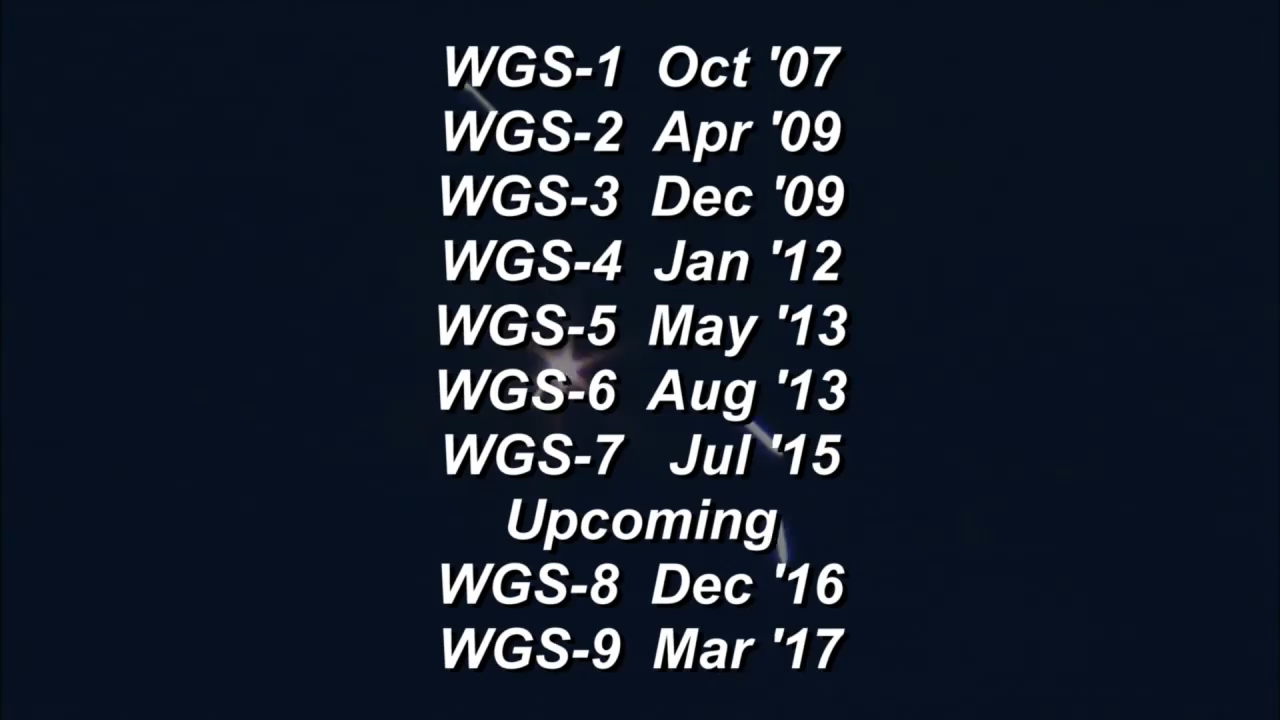 WGS-1 Oct '07
WGS-2 Apr '09
WGS-3 Dec '09
WGS-4 Jan '12
WGS-5 May '13
WGS-6 Aug '13
WGS-7 Jul '15
Upcoming
WGS-8 Dec '16
WGS-9 Mar '17